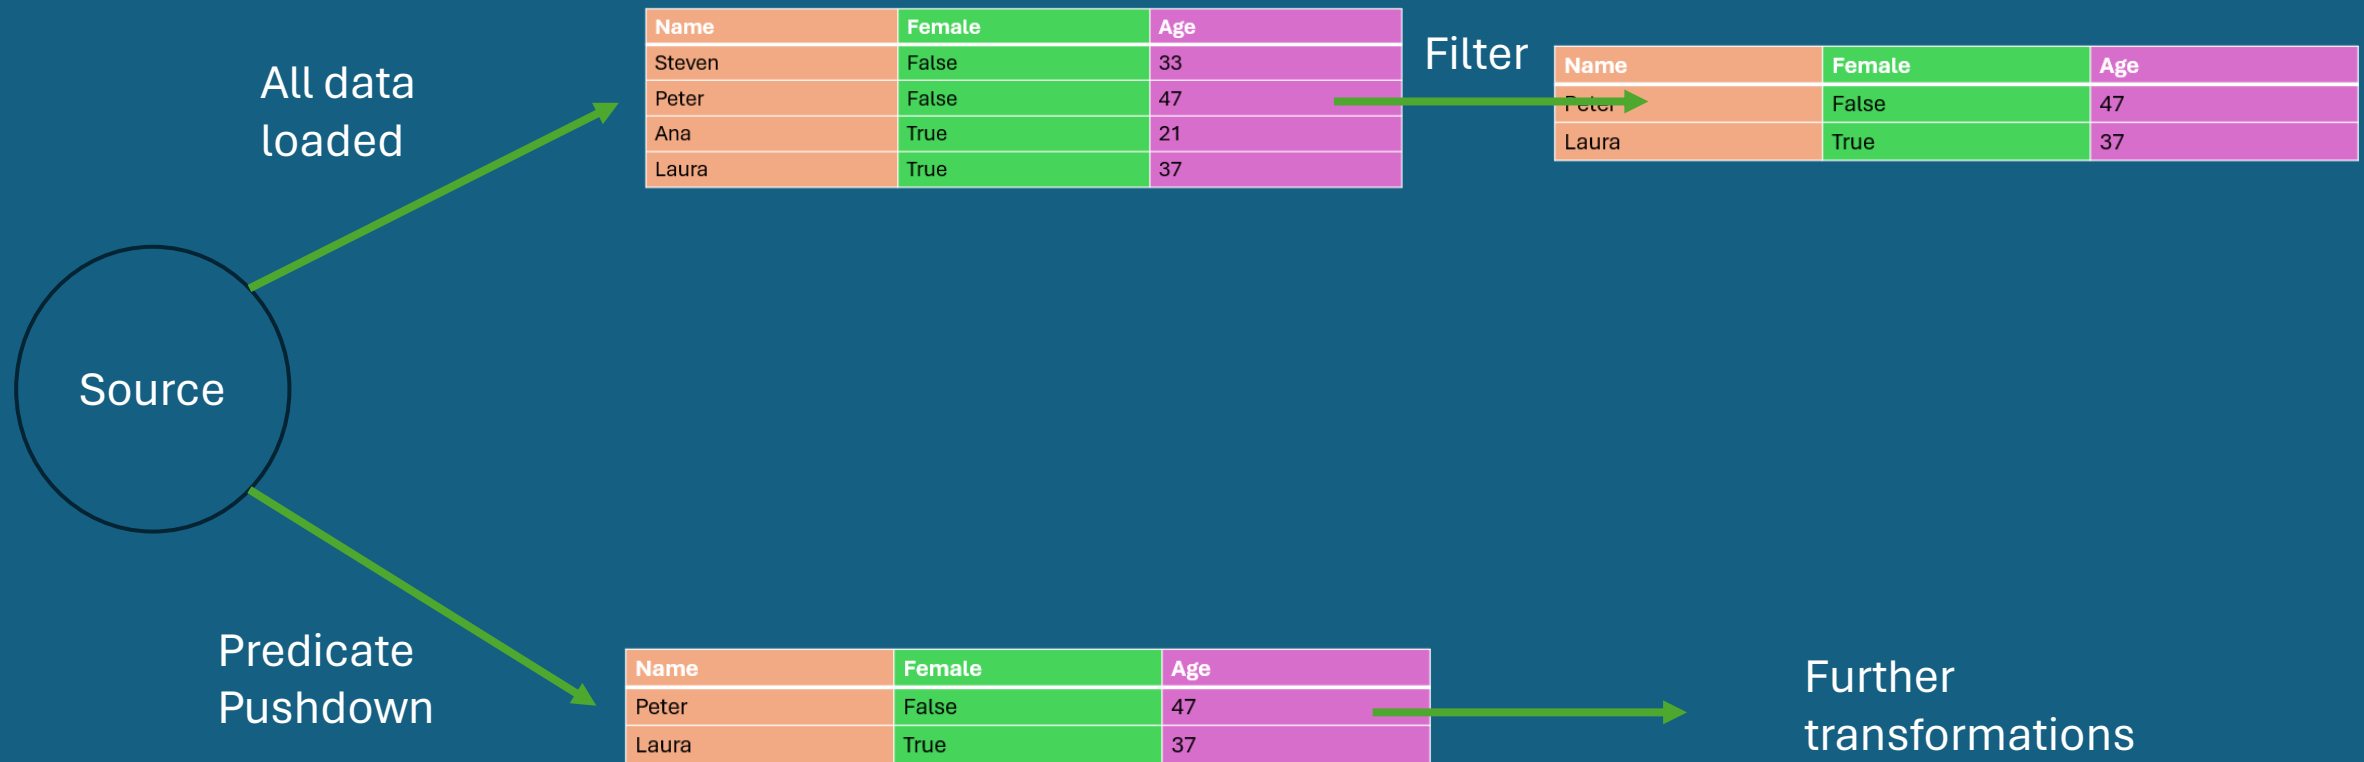 All data
loaded
Name Female Age
Steven False 33
Peter False 47
Ana True 21
Laura True 37
Filter
Name Female Age
Peter False 47
Laura True 37
Source
Predicate
Pushdown
Name Female Age
Peter False 47
Laura True 37
Further
transformations